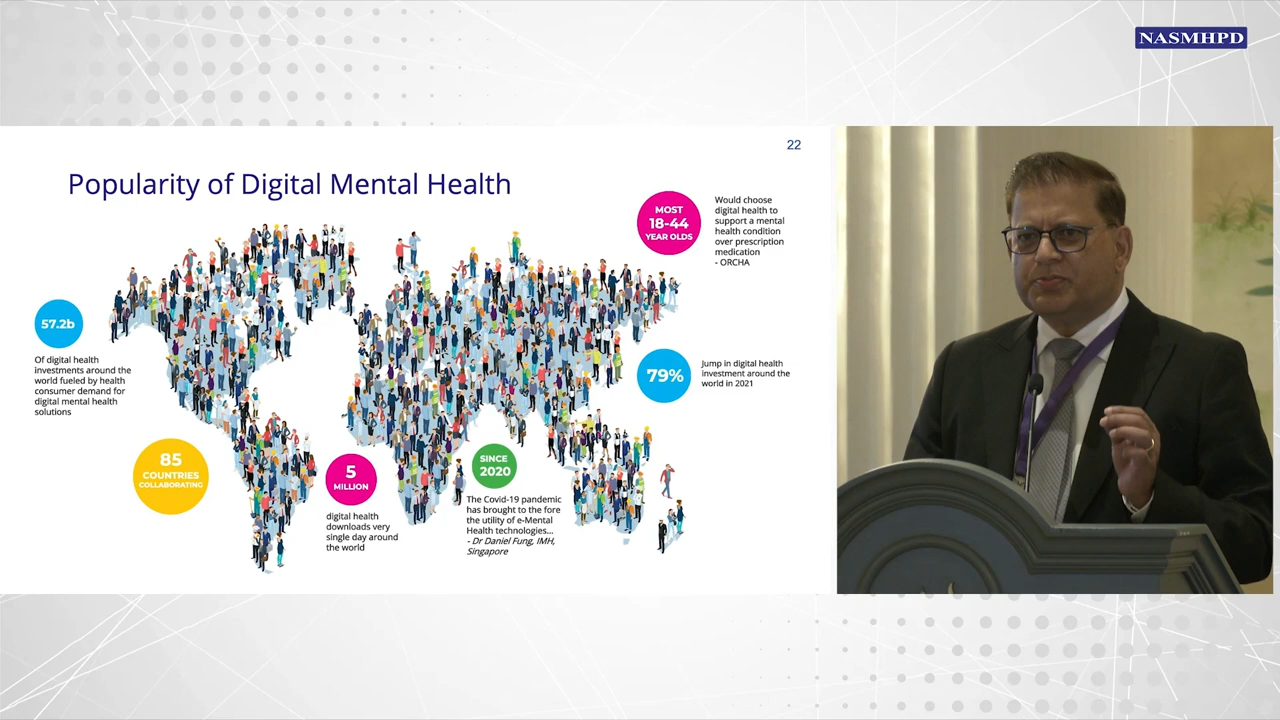 NASMHPD
22
Popularity of Digital Mental Health
MOST
18-44
YEAR OLDS
Would choose
digital health to
support a mental
health condition
over prescription
medication
- ORCHA
57.2b
Of digital health
investments around the
world fueled by health
consumer demand for
digital mental health
solutions
79%
Jump in digital health
investment around the
world in 2021
85
COUNTRIES
COLLABORATING
5
MILLION
digital health
downloads very
single day around
the world
SINCE
2020
The Covid-19 pandemic
has brought to the fore
the utility of e-Mental
Health technologies...
- Dr Daniel Fung, IMH,
Singapore